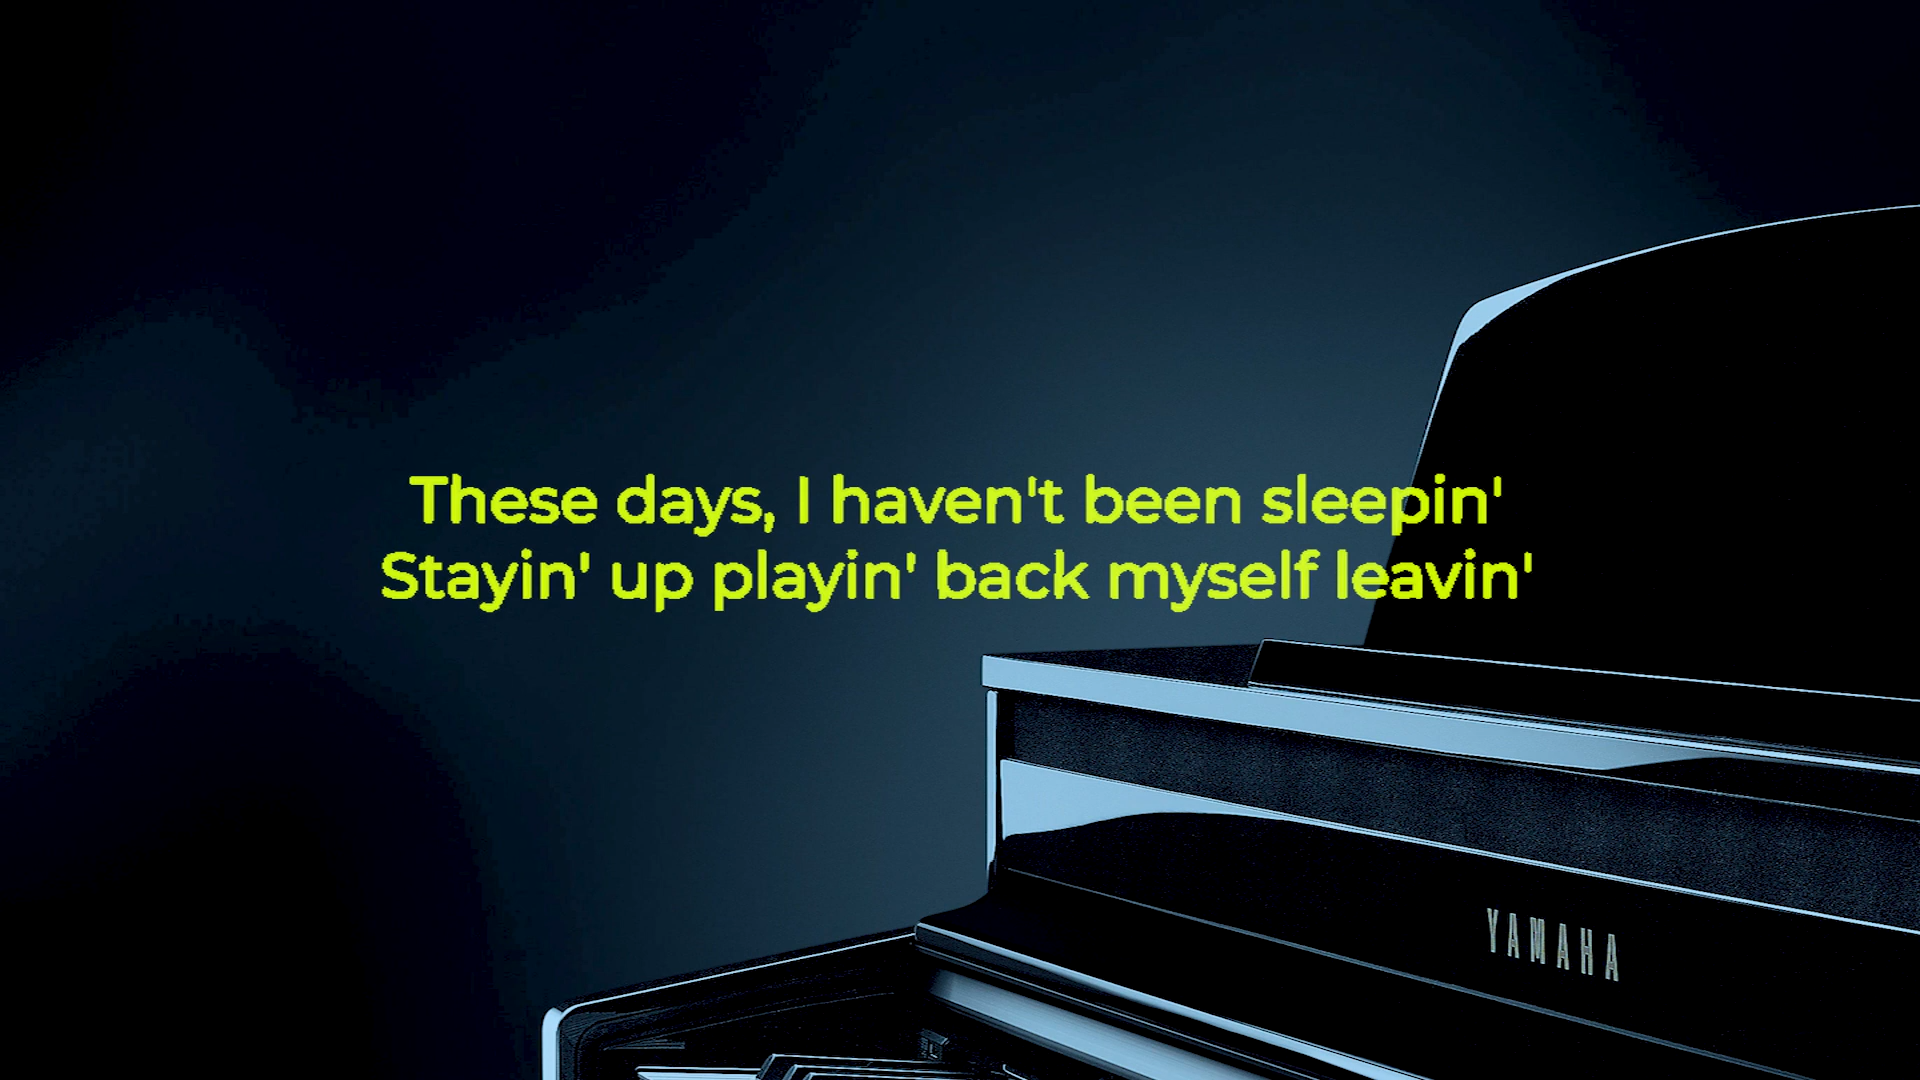 These days, I haven't been sleepin'
Stayin' up playin' back myself leavin'
YAMAHA